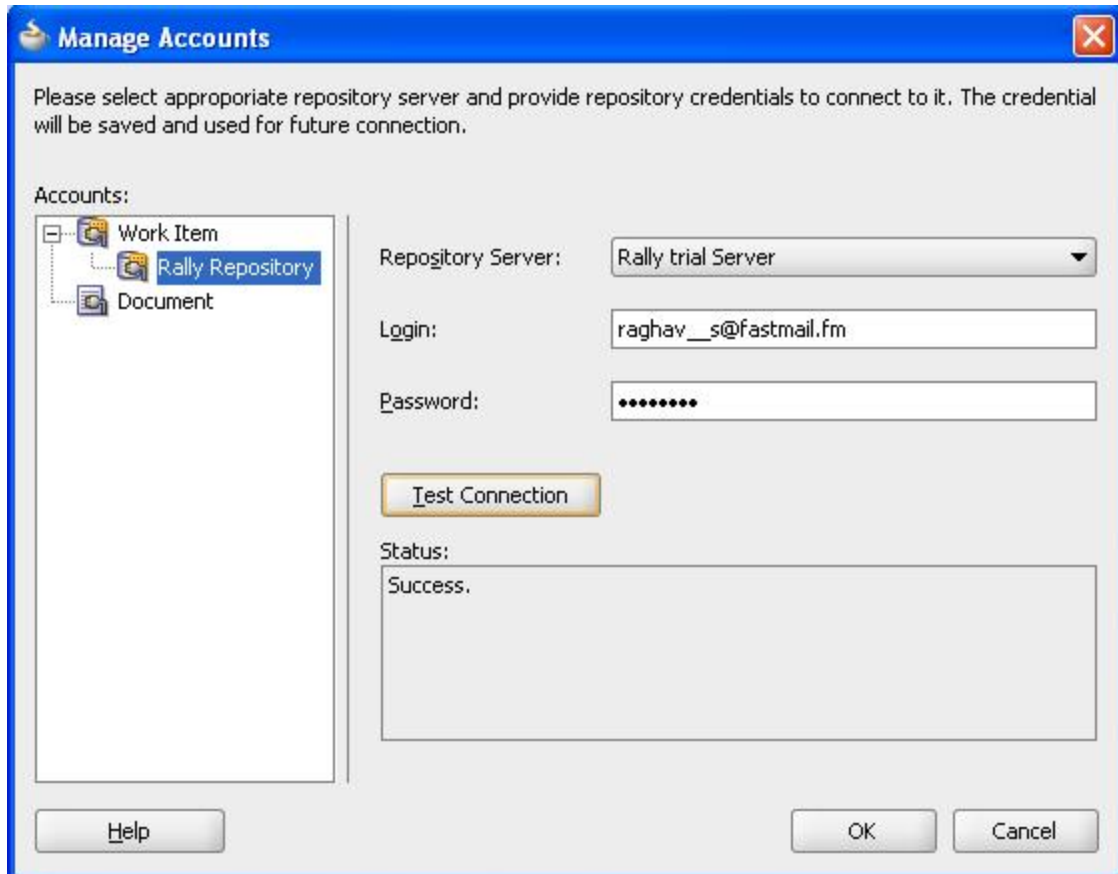 Manage Accounts
Please select approporiate repository server and provide repository credentials to connect to it. The credential
will be saved and used for future connection.
Accounts:
Work Item
Rally Repository
Document
Repository Server:
Rally trial Server
Login:
raghav__s@fastmail.fm
Password:
••••••••
Test Connection
Status:
Success.
Help
OK
Cancel